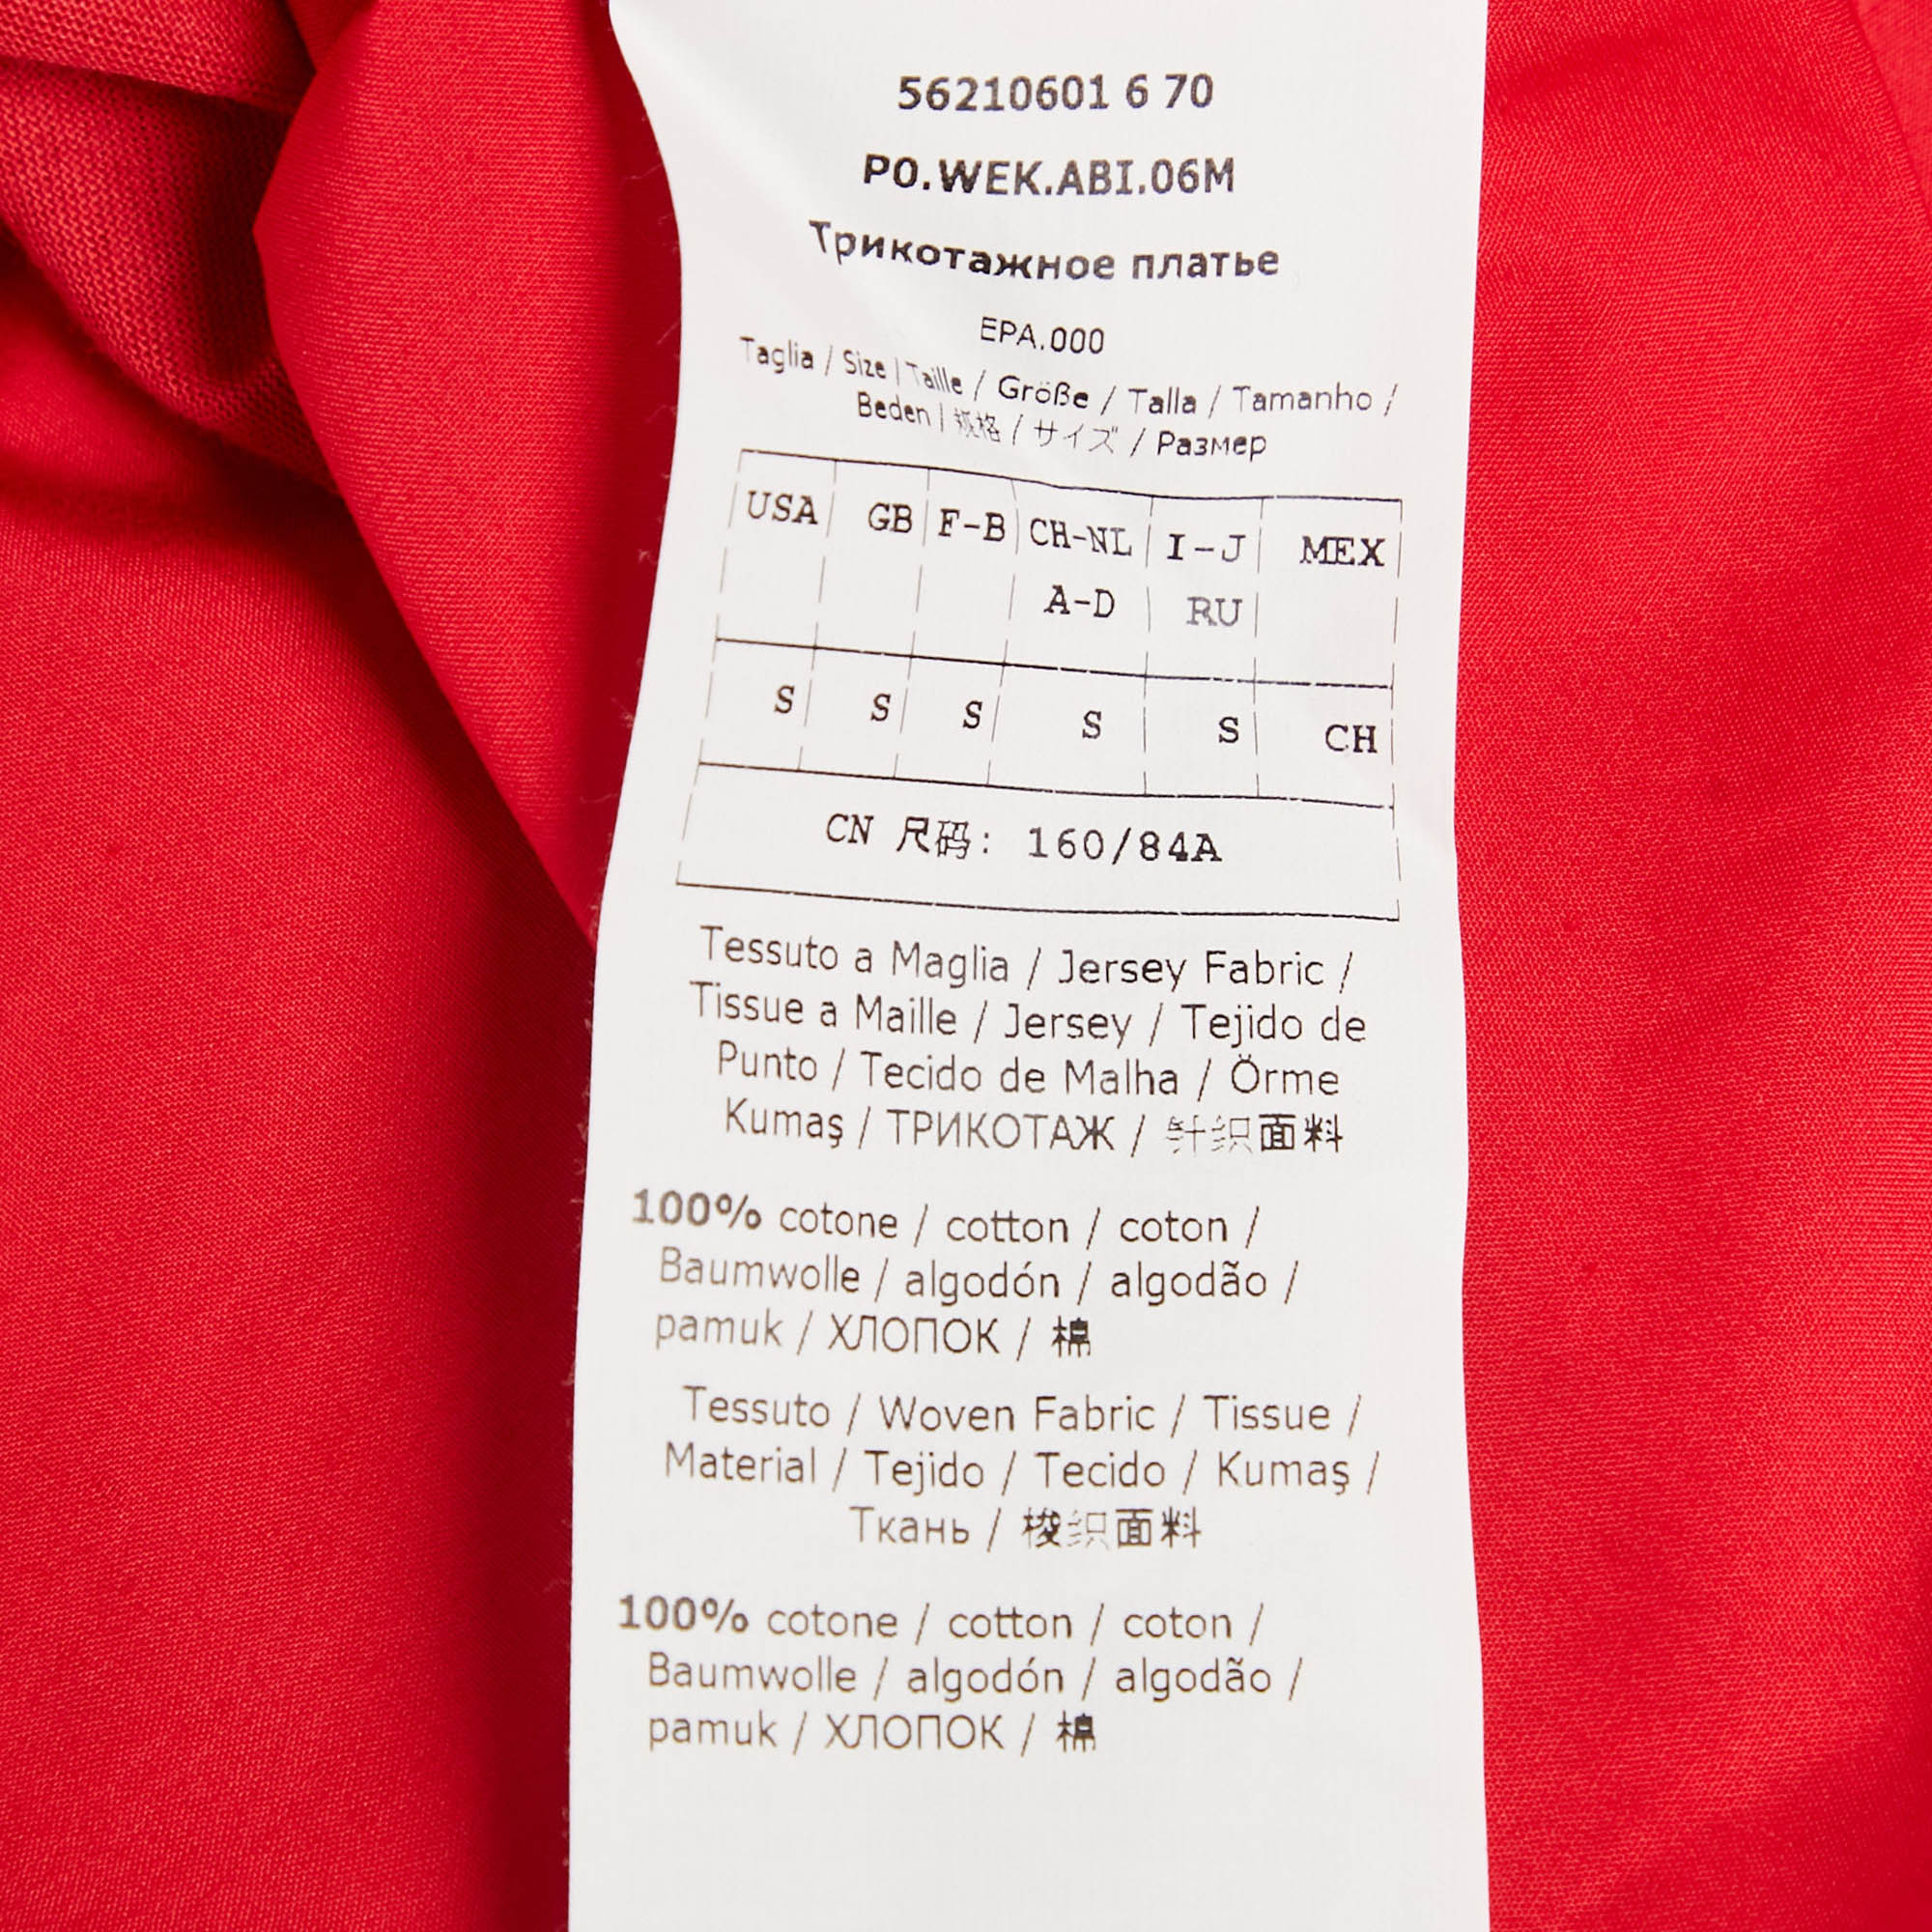 56210601 6 70
P0.WEK.ABI.06M
Трикотажное платье
EPA.000
Taglia / Size | Taille / Größe / Talla / Tamanho /
Beden | 规格 / サイズ / Размер
USA GB F-B CH-NL I-J MEX
A-D RU
S S S S S CH
CN 尺码: 160/84A
Tessuto a Maglia / Jersey Fabric /
Tissue a Maille / Jersey / Tejido de
Punto / Tecido de Malha / Örme
Kumaş / ТРИКОТАЖ / 针织面料
100% cotone / cotton / coton /
Baumwolle / algodón / algodão /
pamuk / ХЛОПОК / 棉
Tessuto / Woven Fabric / Tissue /
Material / Tejido / Tecido / Kumaş /
Ткань / 梭织面料
100% cotone / cotton / coton /
Baumwolle / algodón / algodão /
pamuk / ХЛОПОК / 棉